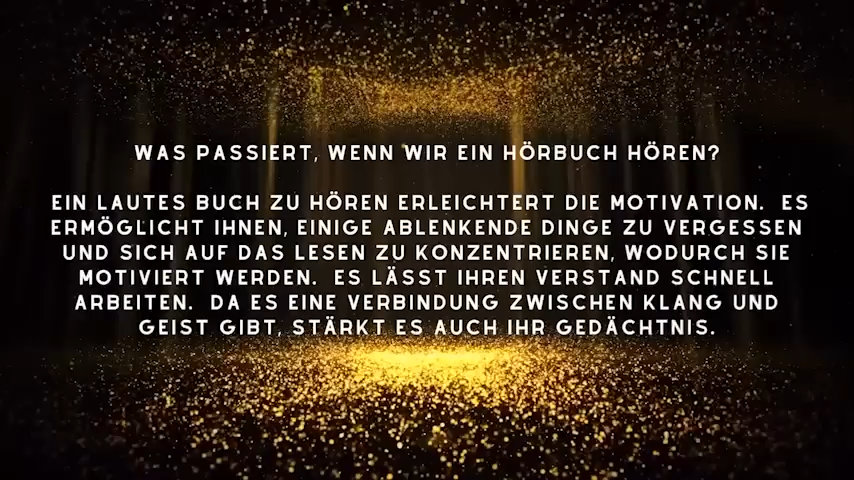 WAS PASSIERT, WENN WIR EIN HÖRBUCH HÖREN?
EIN LAUTES BUCH ZU HÖREN ERLEICHTERT DIE MOTIVATION. ES
ERMÖGLICHT IHNEN, EINIGE ABLENKENDE DINGE ZU VERGESSEN
UND SICH AUF DAS LESEN ZU KONZENTRIEREN, WODURCH SIE
MOTIVIERT WERDEN. ES LÄSST IHREN VERSTAND SCHNELL
ARBEITEN. DA ES EINE VERBINDUNG ZWISCHEN KLANG UND
GEIST GIBT, STÄRKT ES AUCH IHR GEDÄCHTNIS.